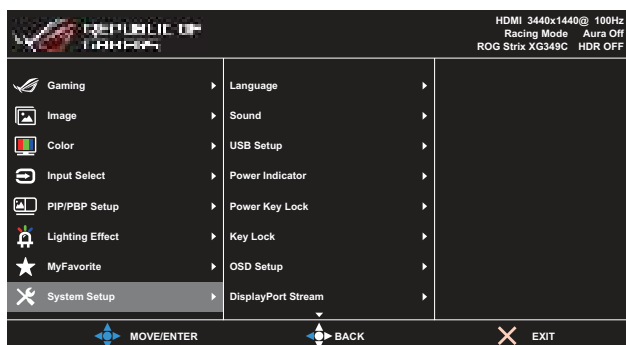 REPUBLIC OF
GAMERS
HDMI 3440x1440@ 100Hz
Racing Mode Aura Off
ROG Strix XG349C HDR OFF
Gaming
Image
Color
Input Select
PIP/PBP Setup
Lighting Effect
MyFavorite
System Setup
Language
Sound
USB Setup
Power Indicator
Power Key Lock
Key Lock
OSD Setup
DisplayPort Stream
MOVE/ENTER
BACK
EXIT